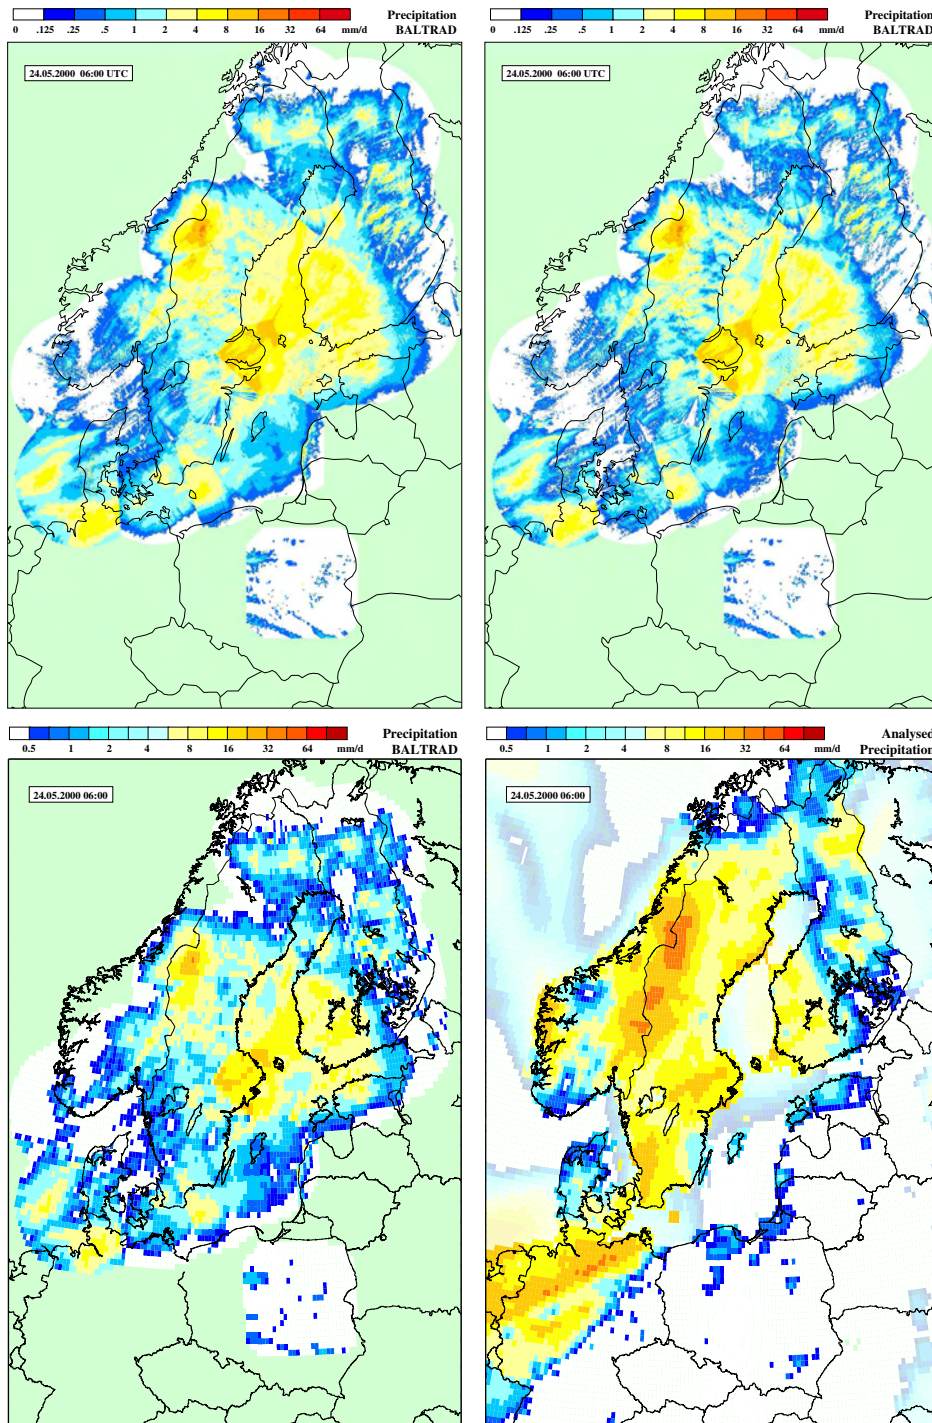 Precipitation
0 .125 .25 .5 1 2 4 8 16 32 64 mm/d BALTRAD
24.05.2000 06:00 UTC
Precipitation
0 .125 .25 .5 1 2 4 8 16 32 64 mm/d BALTRAD
24.05.2000 06:00 UTC
Precipitation
0.5 1 2 4 8 16 32 64 mm/d BALTRAD
24.05.2000 06:00
Analysed
0.5 1 2 4 8 16 32 64 mm/d Precipitation
24.05.2000 06:00